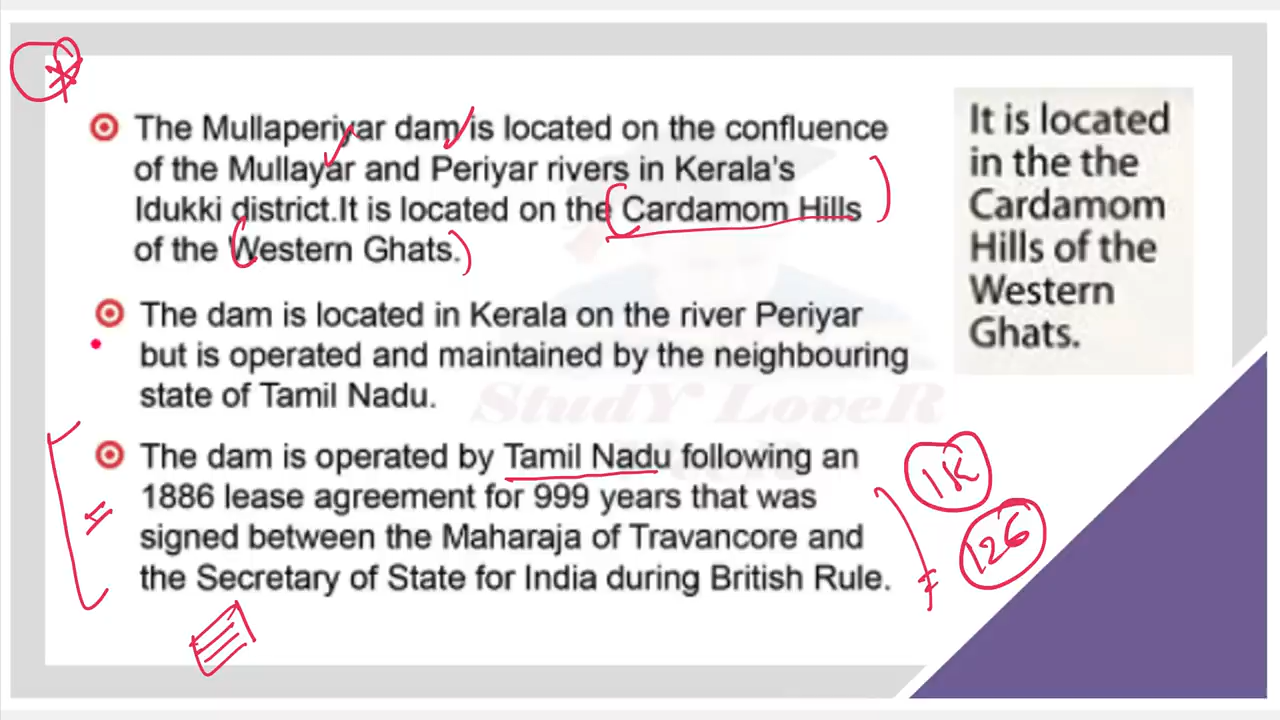 The Mullaperiyar dam is located on the confluence
of the Mullayar and Periyar rivers in Kerala's
Idukki district.It is located on the Cardamom Hills
of the Western Ghats.
The dam is located in Kerala on the river Periyar
but is operated and maintained by the neighbouring
state of Tamil Nadu.
The dam is operated by Tamil Nadu following an
1886 lease agreement for 999 years that was
signed between the Maharaja of Travancore and
the Secretary of State for India during British Rule.
It is located
in the the
Cardamom
Hills of the
Western
Ghats.
StudY LoveR
1K
126